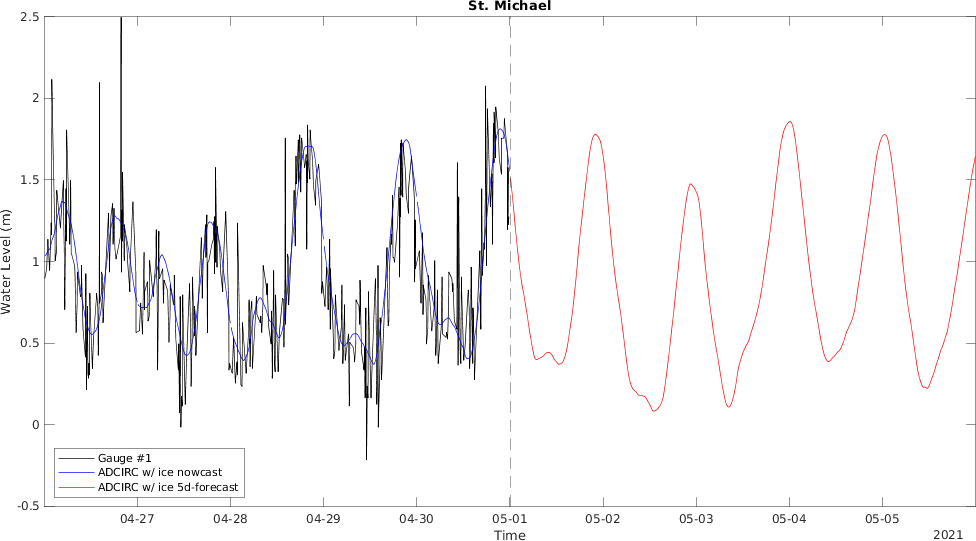 St. Michael
2.5
2
1.5
1
0.5
0
-0.5
Water Level (m)
Gauge #1
ADCIRC w/ ice nowcast
ADCIRC w/ ice 5d-forecast
04-27 04-28 04-29 04-30 05-01 05-02 05-03 05-04 05-05
Time
2021